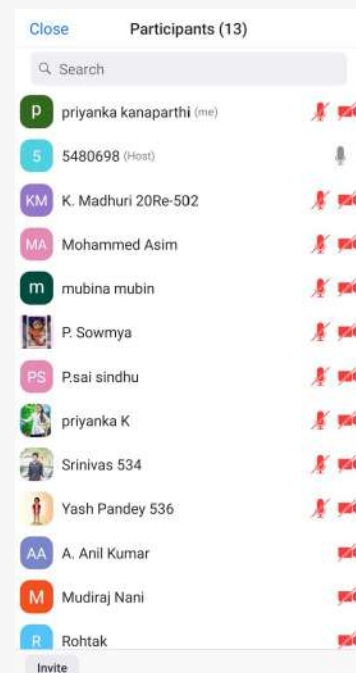 Close Participants (13)
Search
p priyanka kanaparthi (me)
5 5480698 (Host)
KM K. Madhuri 20Re-502
MA Mohammed Asim
m mubina mubin
P. Sowmya
PS P.sai sindhu
priyanka K
Srinivas 534
Yash Pandey 536
AA A. Anil Kumar
M Mudiraj Nani
R Rohtak
Invite